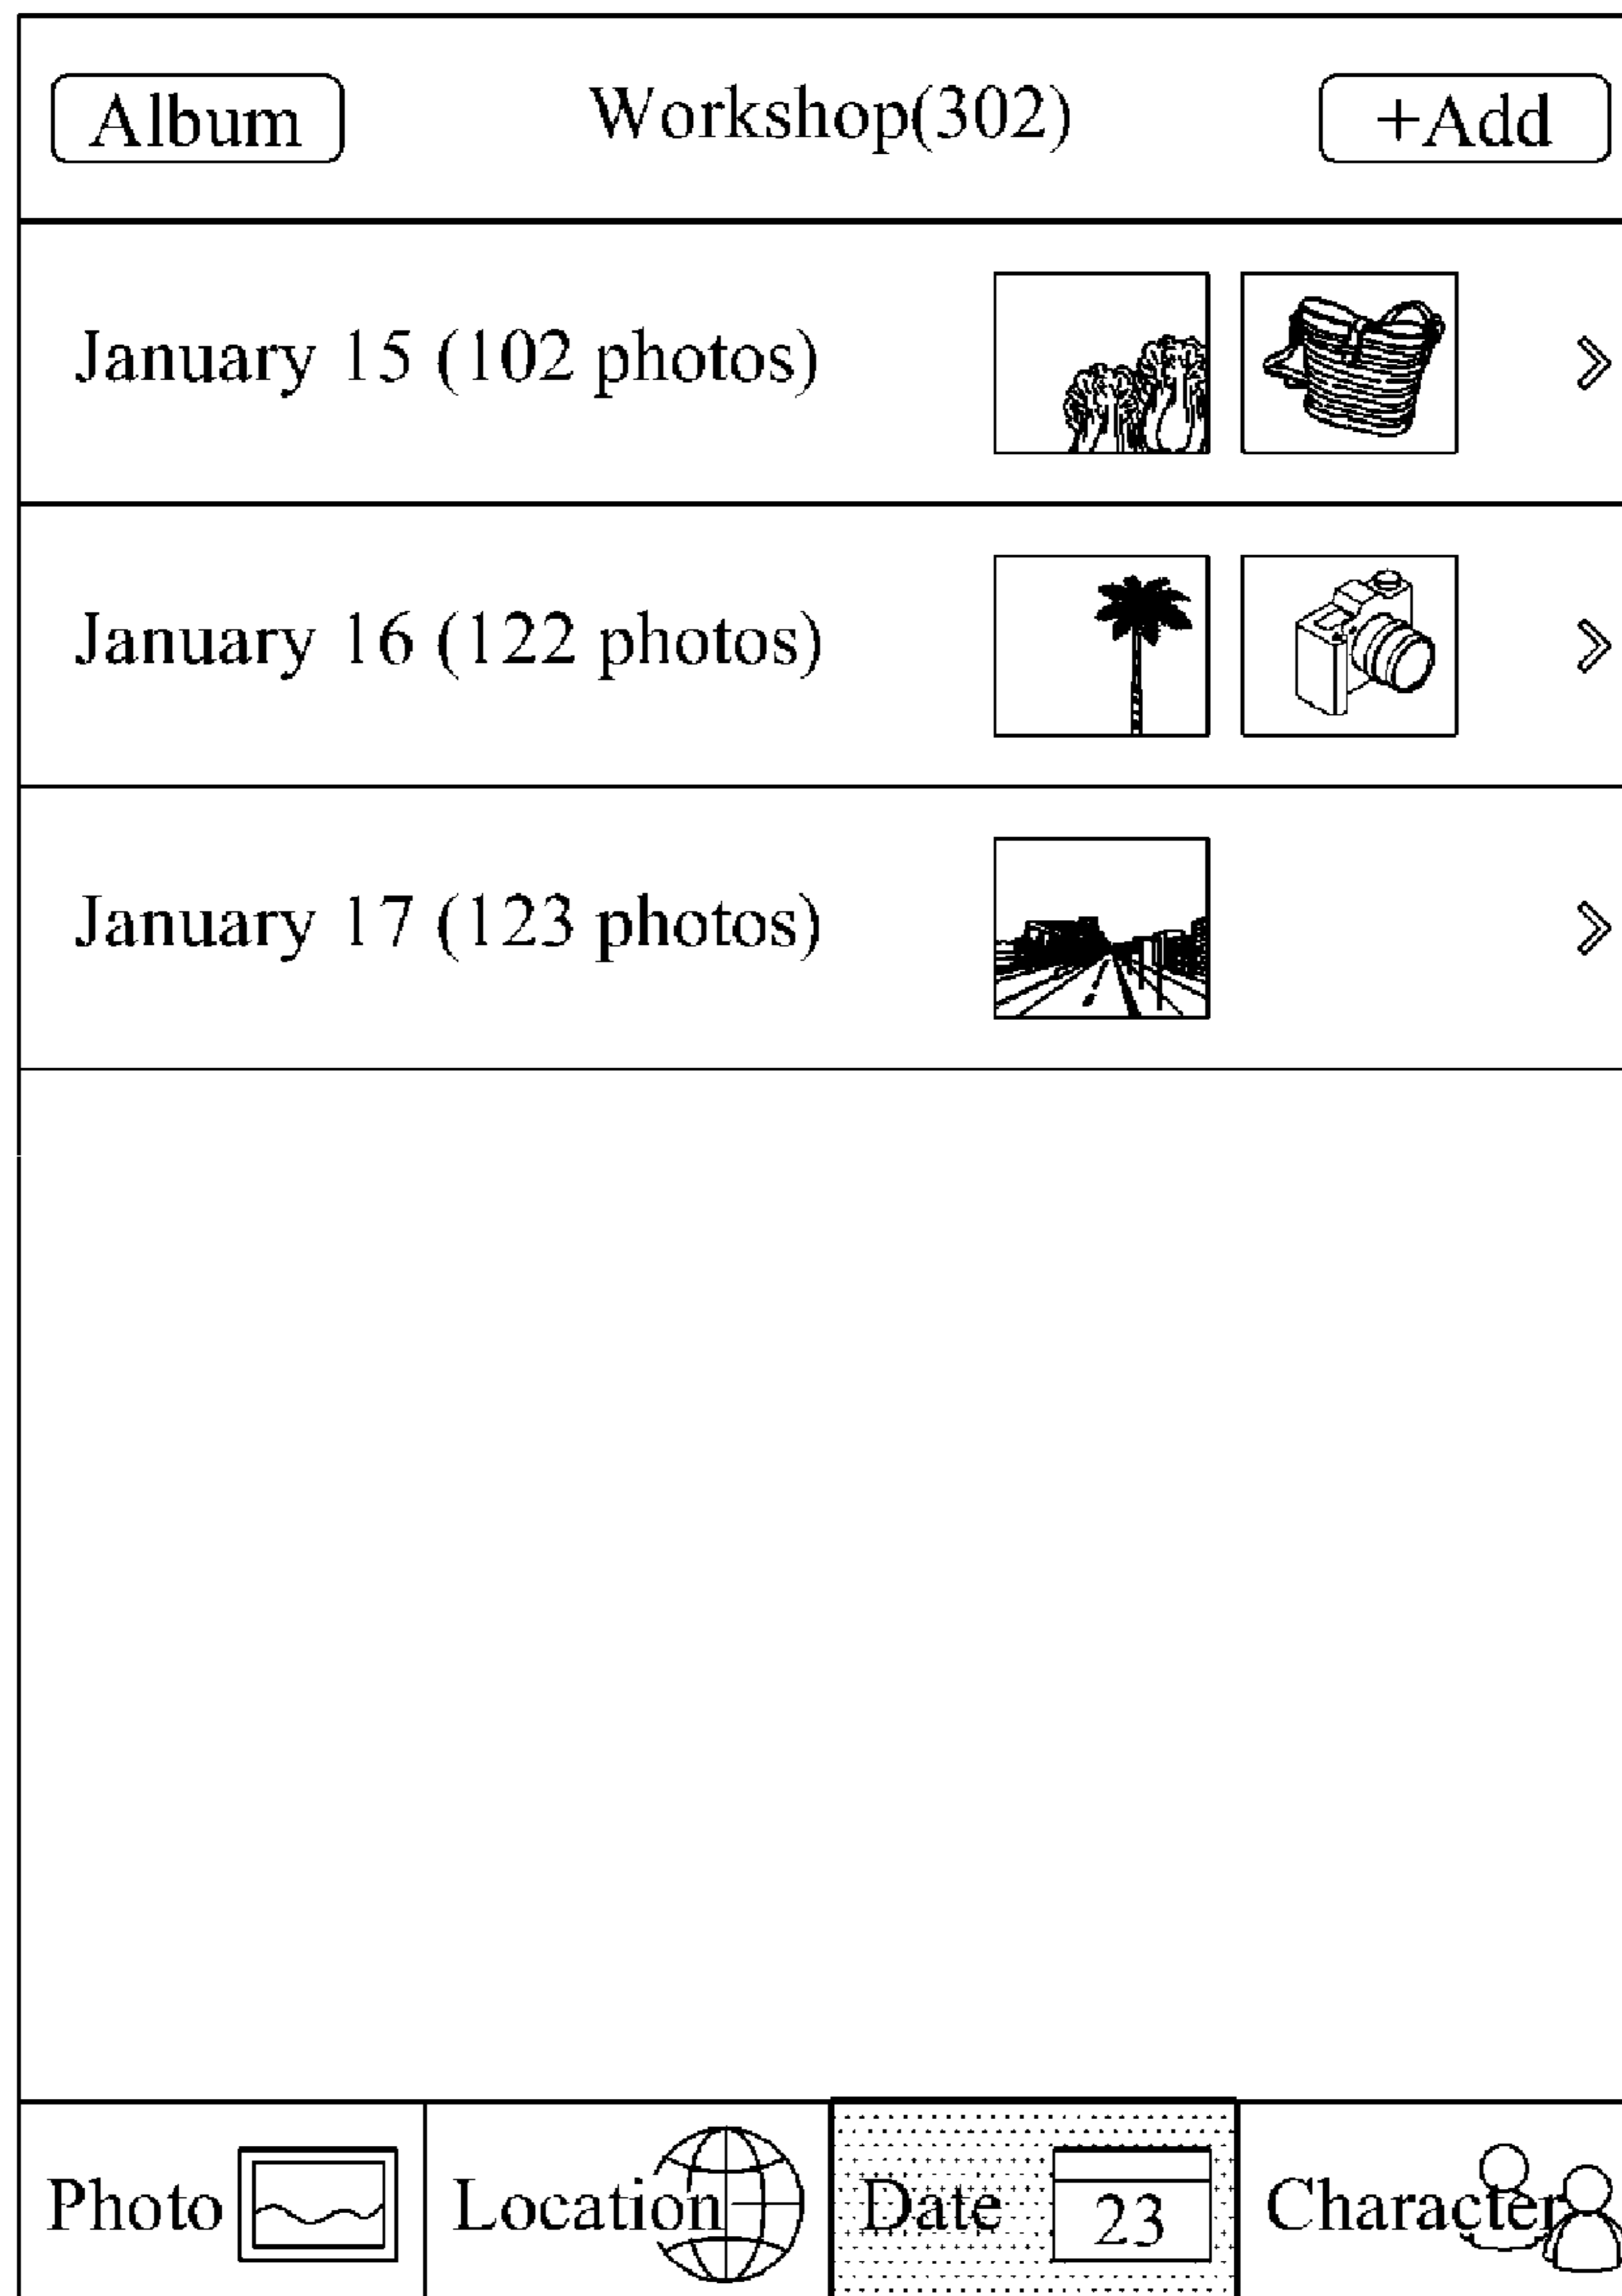 Album Workshop(302) +Add
January 15 (102 photos)
January 16 (122 photos)
January 17 (123 photos)
Photo Location Date 23 Character